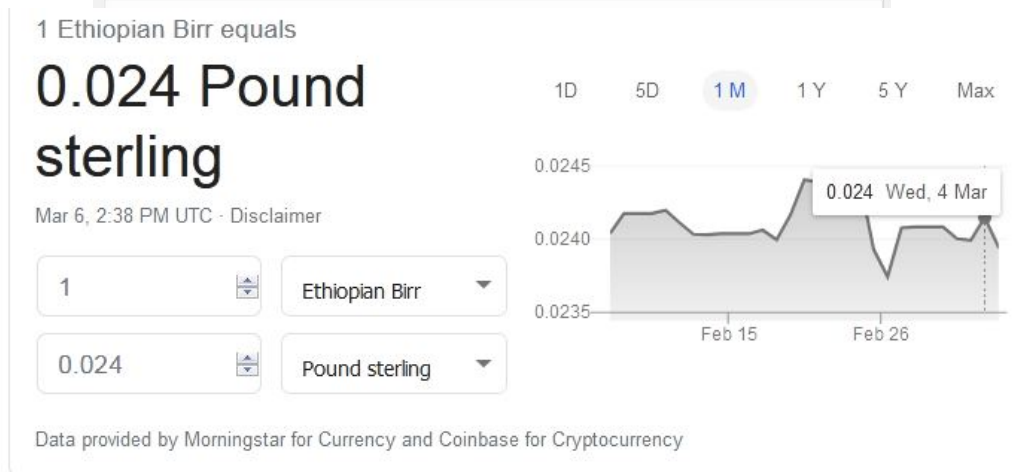 1 Ethiopian Birr equals
0.024 Pound
sterling
Mar 6, 2:38 PM UTC · Disclaimer
1 Ethiopian Birr
0.024 Pound sterling
1D 5D 1 M 1 Y 5 Y Max
0.0245
0.024 Wed, 4 Mar
0.0240
0.0235
Feb 15 Feb 26
Data provided by Morningstar for Currency and Coinbase for Cryptocurrency